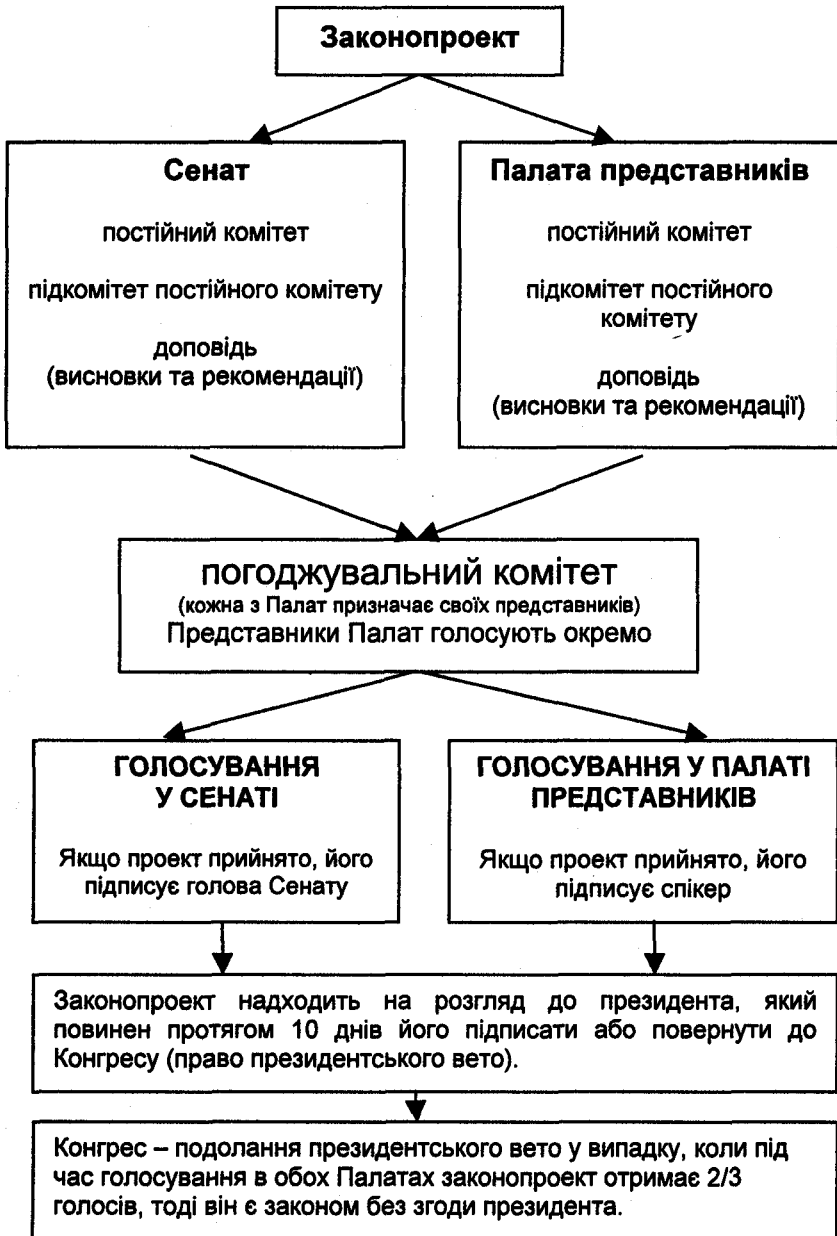 Законопроект
Сенат
постійний комітет
підкомітет постійного комітету
доповідь
(висновки та рекомендації)
Палата представників
постійний комітет
підкомітет постійного
комітету
доповідь
(висновки та рекомендації)
погоджувальний комітет
(кожна з Палат призначає своїх представників)
Представники Палат голосують окремо
ГОЛОСУВАННЯ
У СЕНАТІ
Якщо проект прийнято, його
підписує голова Сенату
ГОЛОСУВАННЯ У ПАЛАТІ
ПРЕДСТАВНИКІВ
Якщо проект прийнято, його
підписує спікер
Законопроект надходить на розгляд до президента, який
повинен протягом 10 днів його підписати або повернути до
Конгресу (право президентського вето).
Конгрес – подолання президентського вето у випадку, коли під
час голосування в обох Палатах законопроект отримає 2/3
голосів, тоді він є законом без згоди президента.